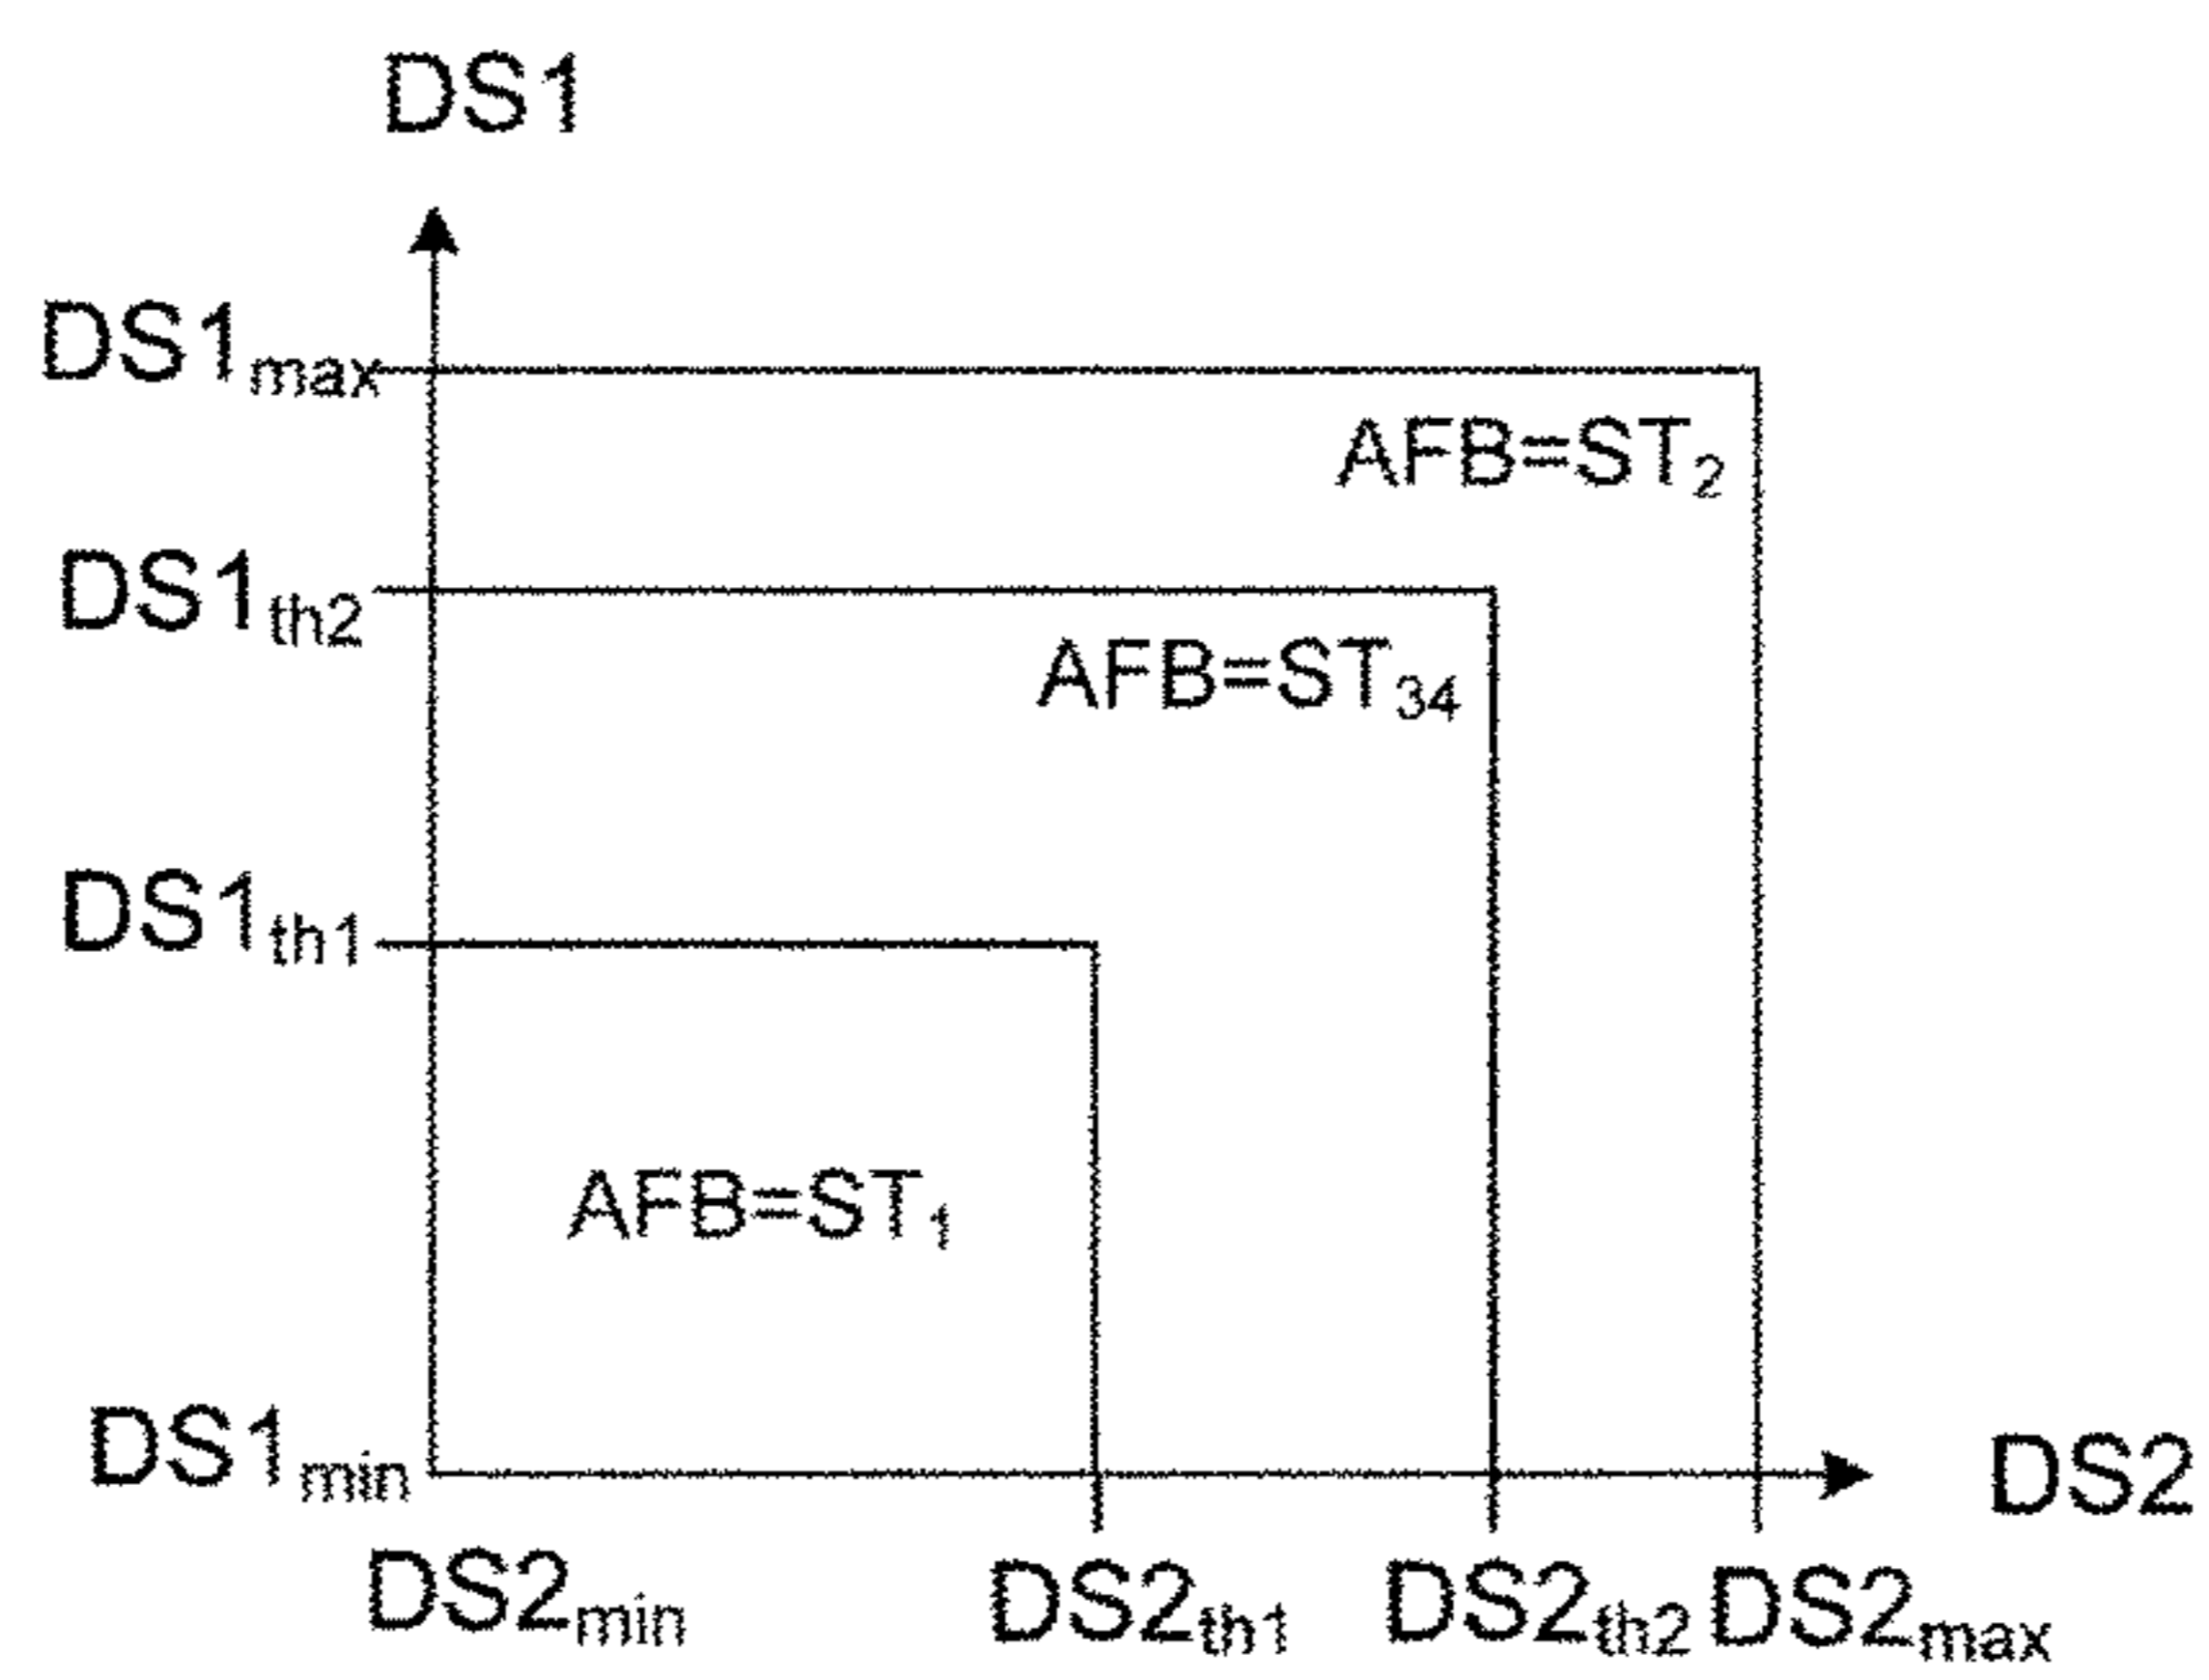 DS1
DS1max
AFB=ST2
DS1th2
AFB=ST34
DS1th1
AFB=ST1
DS1min
DS2
DS2min
DS2th1
DS2th2
DS2max